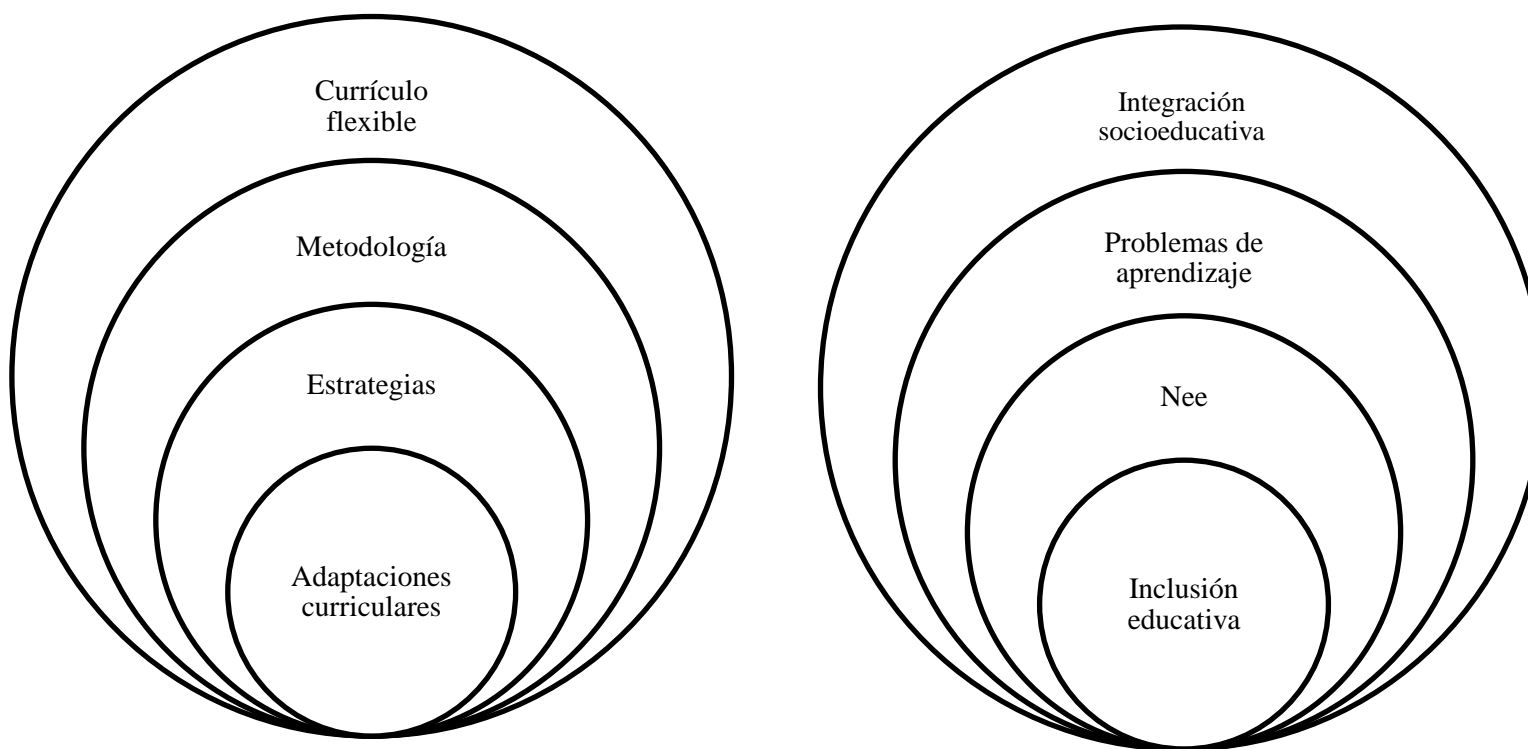 Currículo
flexible
Metodología
Estrategias
Adaptaciones
curriculares
Integración
socioeducativa
Problemas de
aprendizaje
Nee
Inclusión
educativa